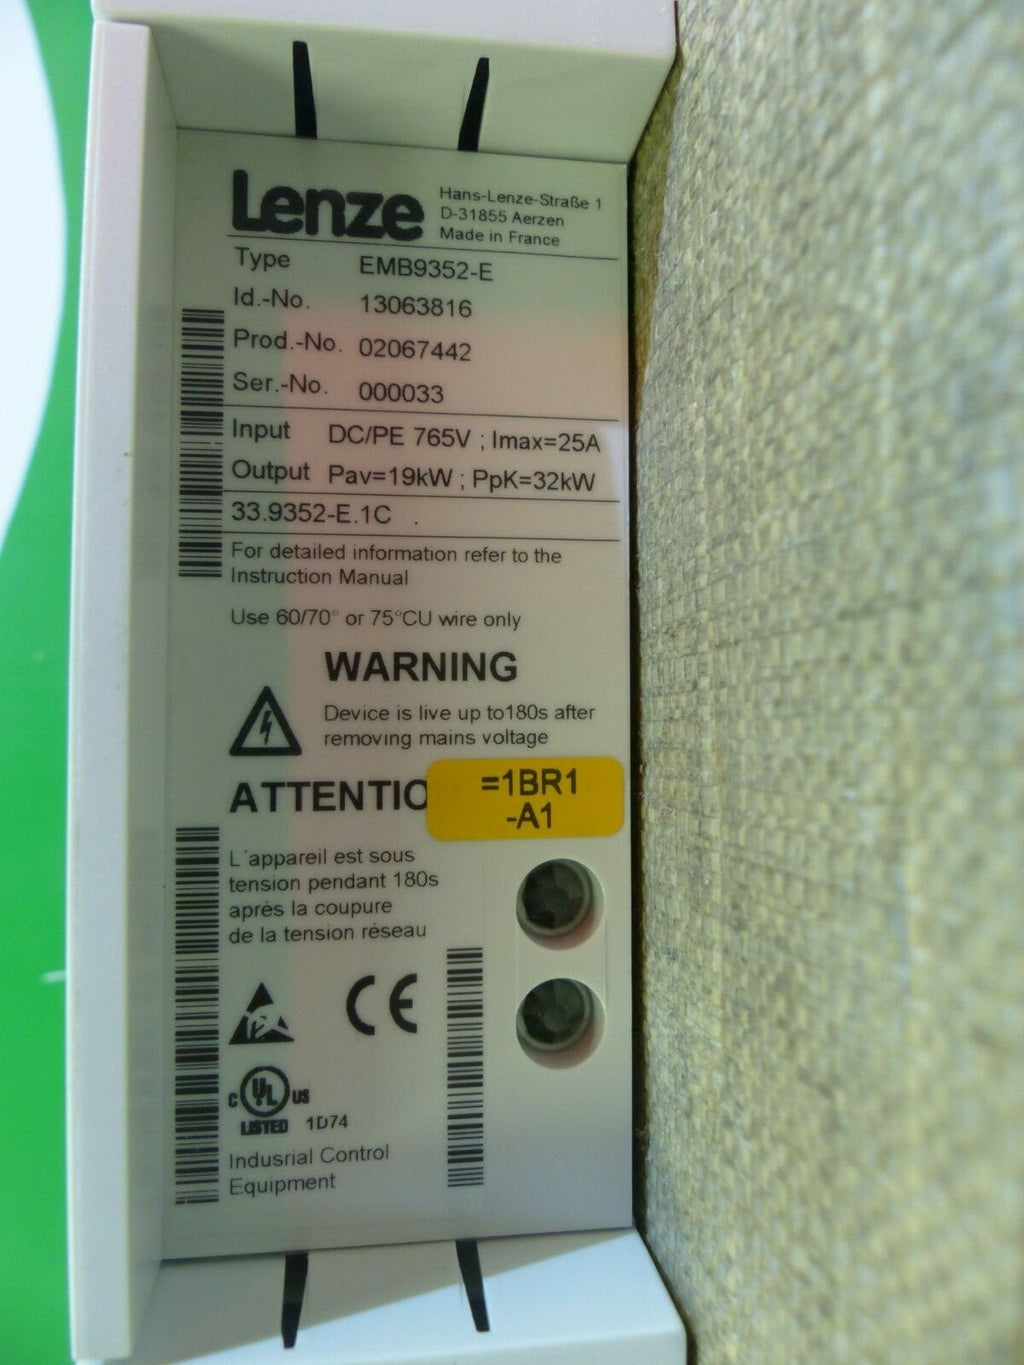 Lenze
Hans-Lenze-Straße 1
D-31855 Aerzen
Made in France
Type EMB9352-E
Id.-No. 13063816
Prod.-No. 02067442
Ser.-No. 000033
Input DC/PE 765V ; Imax=25A
Output Pav=19kW ; PpK=32kW
33.9352-E.1C .
For detailed information refer to the
Instruction Manual
Use 60/70° or 75°CU wire only
WARNING
Device is live up to180s after
removing mains voltage
ATTENTIO
=1BR1
-A1
L´appareil est sous
tension pendant 180s
après la coupure
de la tension réseau
CE
C UL US
LISTED 1D74
Indusrial Control
Equipment